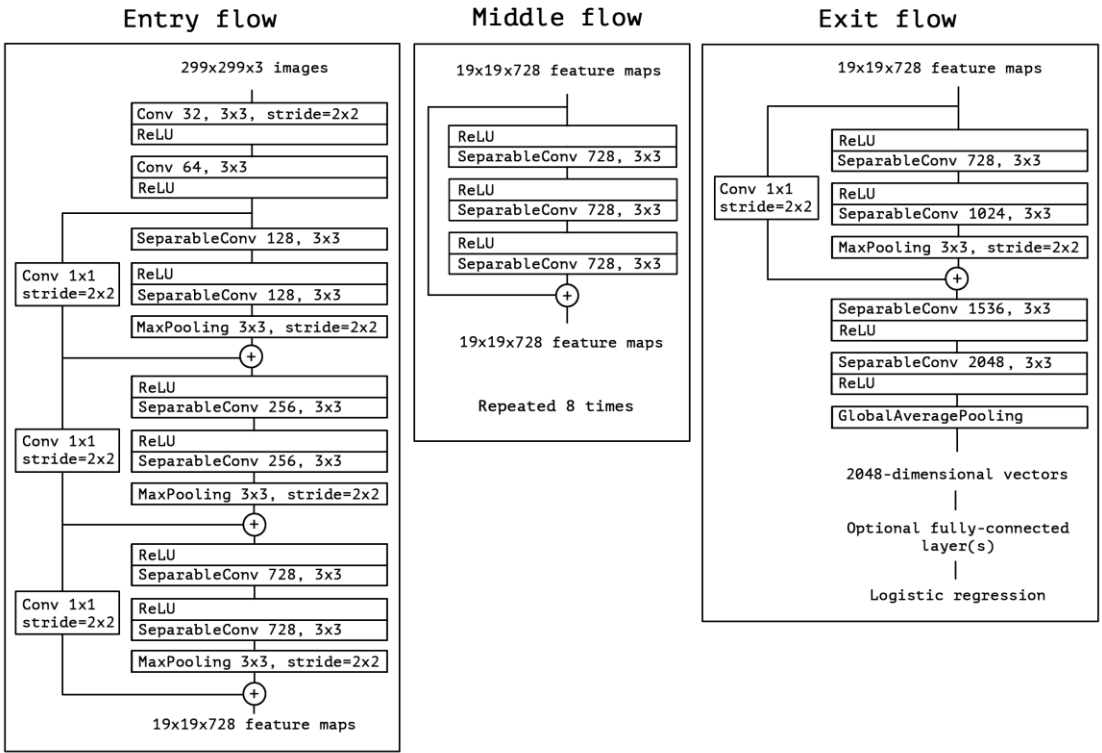 Entry flow
299x299x3 images
Conv 32, 3x3, stride=2x2
ReLU
Conv 64, 3x3
ReLU
SeparableConv 128, 3x3
Conv 1x1
stride=2x2
ReLU
SeparableConv 128, 3x3
MaxPooling 3x3, stride=2x2
+
ReLU
SeparableConv 256, 3x3
Conv 1x1
stride=2x2
ReLU
SeparableConv 256, 3x3
MaxPooling 3x3, stride=2x2
+
ReLU
SeparableConv 728, 3x3
Conv 1x1
stride=2x2
ReLU
SeparableConv 728, 3x3
MaxPooling 3x3, stride=2x2
+
19x19x728 feature maps
Middle flow
19x19x728 feature maps
ReLU
SeparableConv 728, 3x3
ReLU
SeparableConv 728, 3x3
ReLU
SeparableConv 728, 3x3
+
19x19x728 feature maps
Repeated 8 times
Exit flow
19x19x728 feature maps
ReLU
SeparableConv 728, 3x3
Conv 1x1
stride=2x2
ReLU
SeparableConv 1024, 3x3
MaxPooling 3x3, stride=2x2
+
SeparableConv 1536, 3x3
ReLU
SeparableConv 2048, 3x3
ReLU
GlobalAveragePooling
2048-dimensional vectors
Optional fully-connected
layer(s)
Logistic regression